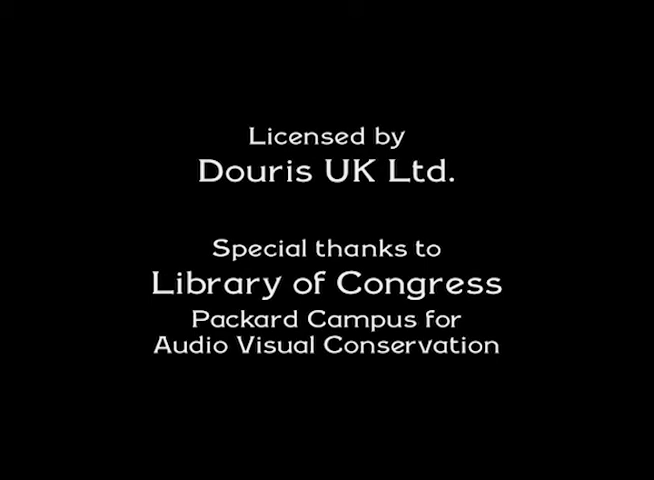 Licensed by
Douris UK Ltd.
Special thanks to
Library of Congress
Packard Campus for
Audio Visual Conservation